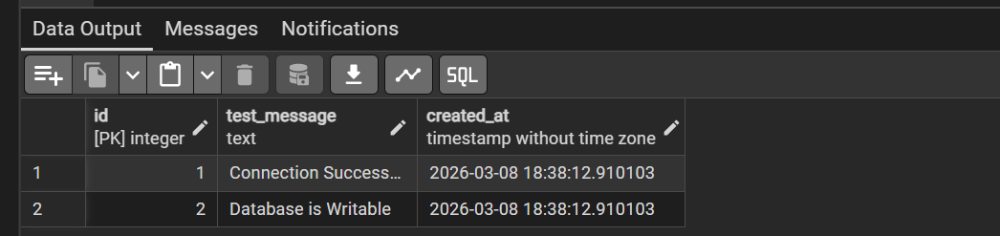 Data Output Messages Notifications
SQL
id test_message created_at
[PK] integer text timestamp without time zone
1 1 Connection Success... 2026-03-08 18:38:12.910103
2 2 Database is Writable 2026-03-08 18:38:12.910103